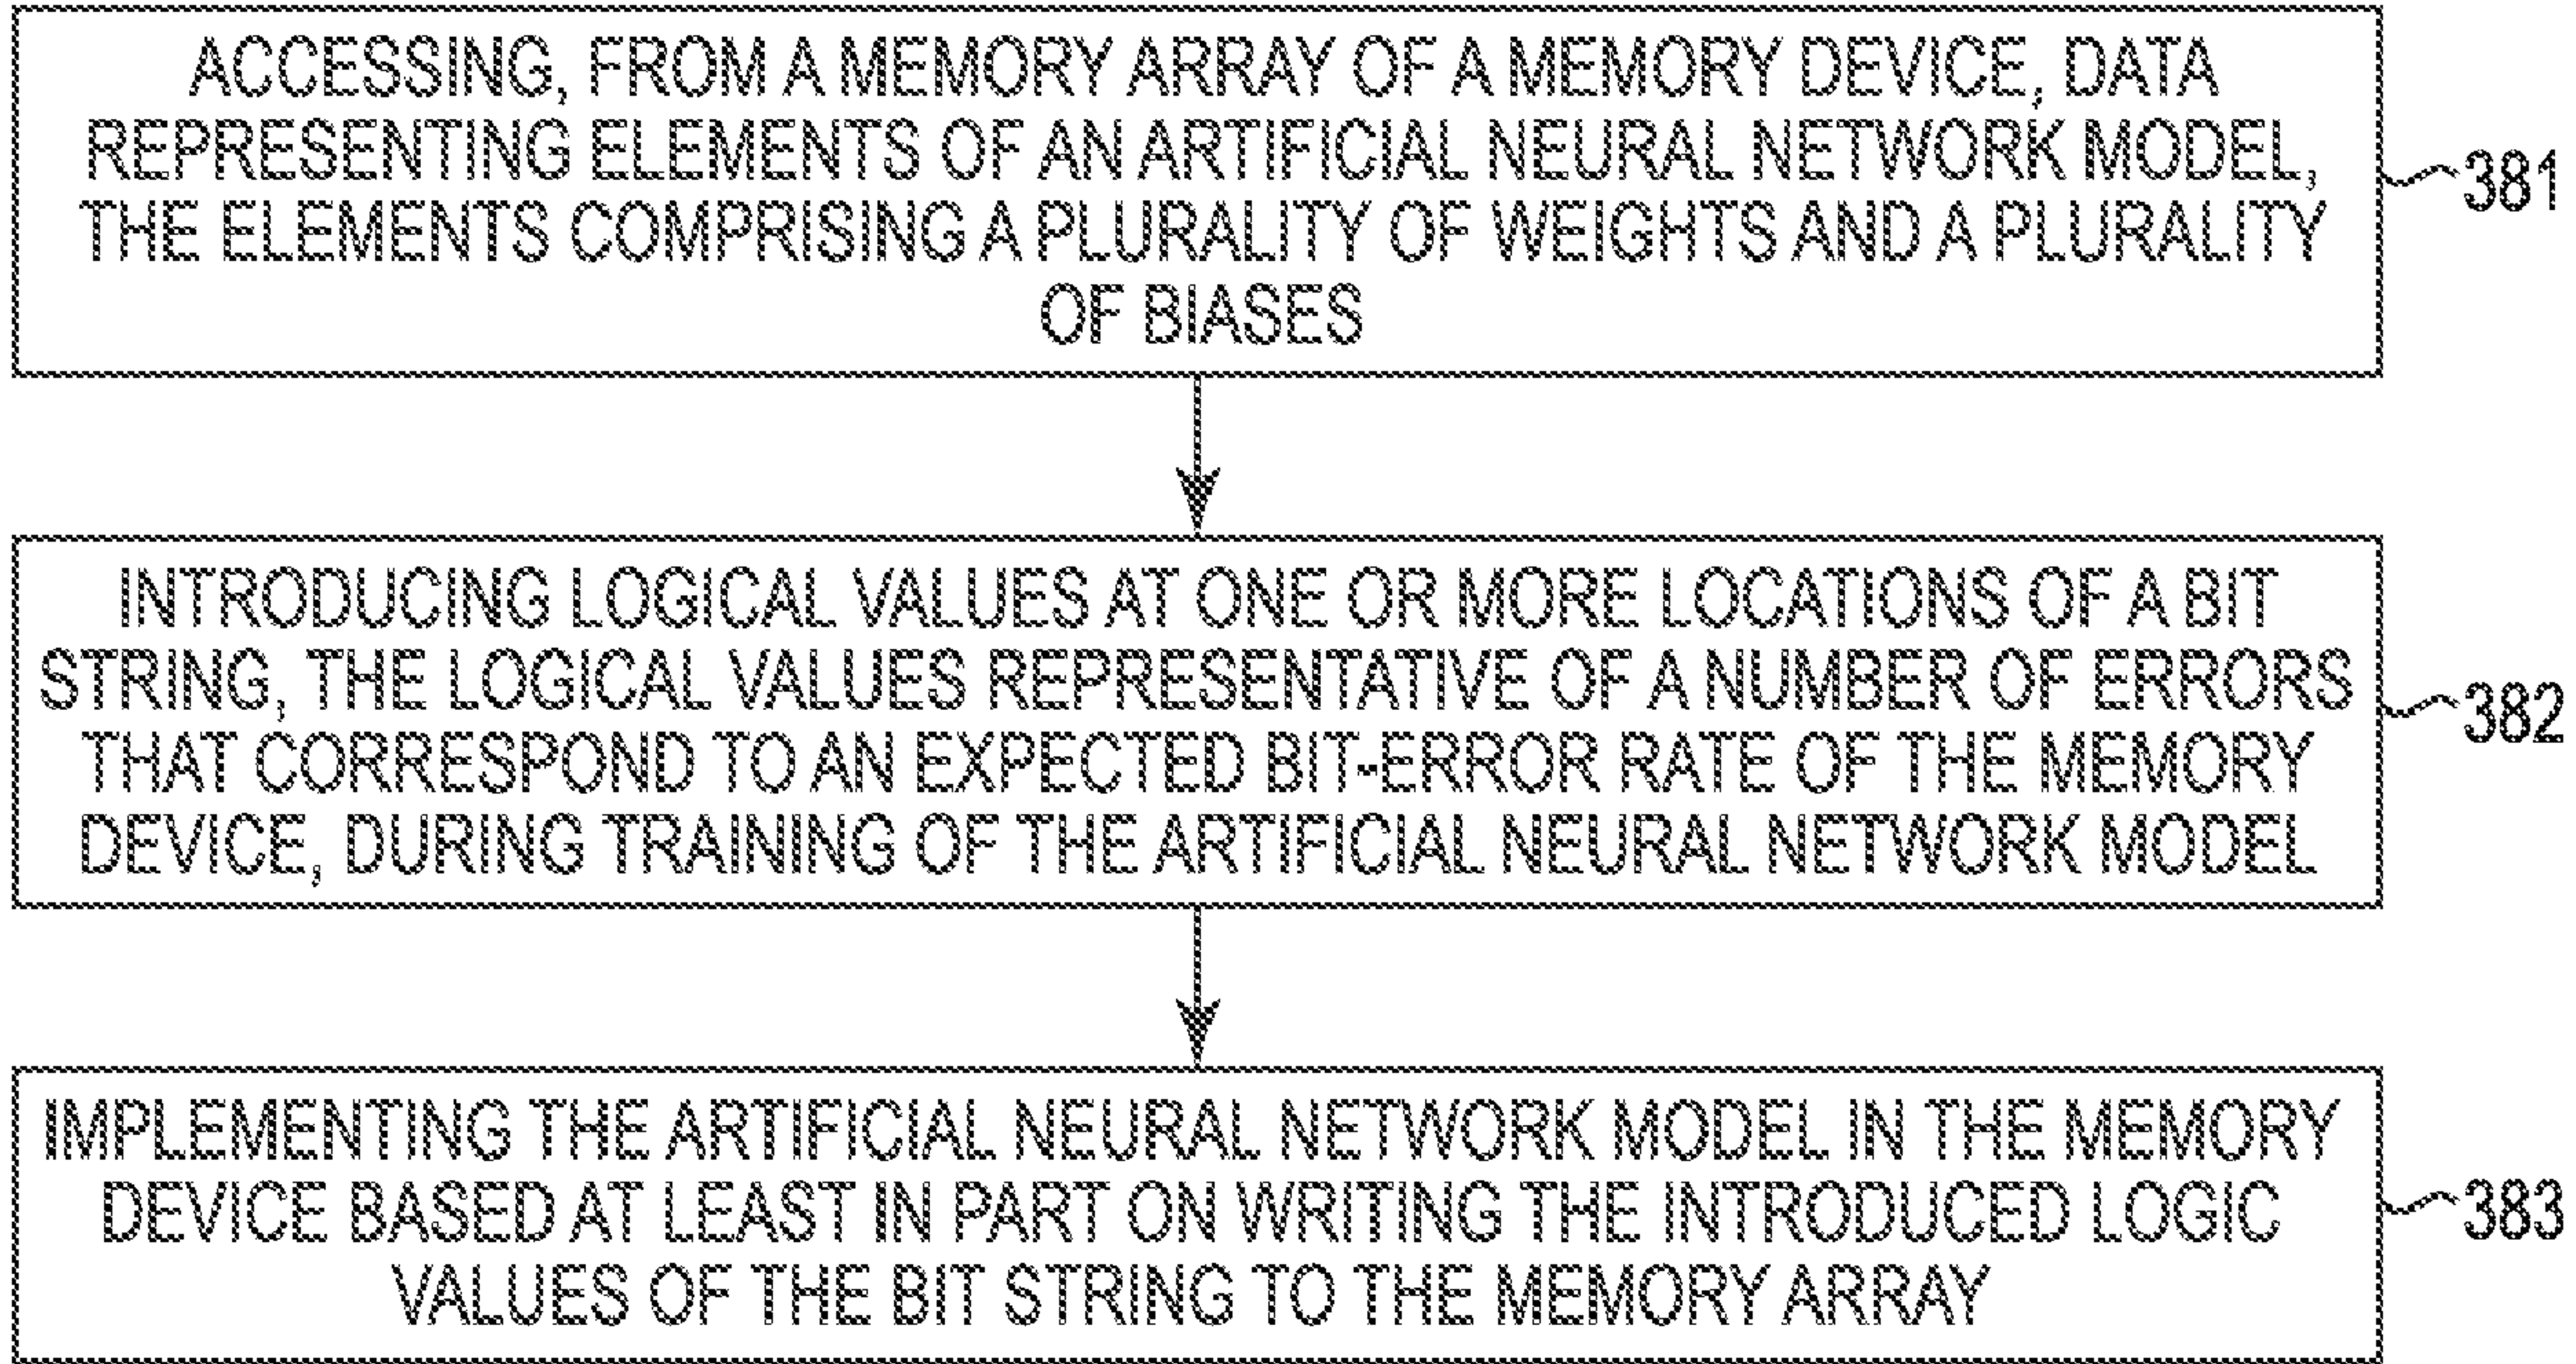 ACCESSING, FROM A MEMORY ARRAY OF A MEMORY DEVICE, DATA
REPRESENTING ELEMENTS OF AN ARTIFICIAL NEURAL NETWORK MODEL,
THE ELEMENTS COMPRISING A PLURALITY OF WEIGHTS AND A PLURALITY
OF BIASES
381
INTRODUCING LOGICAL VALUES AT ONE OR MORE LOCATIONS OF A BIT
STRING, THE LOGICAL VALUES REPRESENTATIVE OF A NUMBER OF ERRORS
THAT CORRESPOND TO AN EXPECTED BIT-ERROR RATE OF THE MEMORY
DEVICE, DURING TRAINING OF THE ARTIFICIAL NEURAL NETWORK MODEL
382
IMPLEMENTING THE ARTIFICIAL NEURAL NETWORK MODEL IN THE MEMORY
DEVICE BASED AT LEAST IN PART ON WRITING THE INTRODUCED LOGIC
VALUES OF THE BIT STRING TO THE MEMORY ARRAY
383